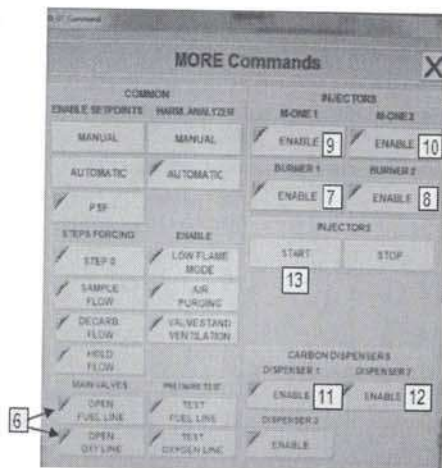 MORE Commands
X
COMMON
ENABLE SETPOINTS HARM. ANALYZER
MANUAL MANUAL
AUTOMATIC AUTOMATIC
PSF
STEPS FORCING ENABLE
STEP 0 LOW FLAME MODE
SAMPLE FLOW AIR PURGING
DECARB. FLOW VALVESTAND VENTILATION
HOLD FLOW
MAIN VALVES PREPARE TEST
6 OPEN FUEL LINE TEST FUEL LINE
OPEN OXY LINE TEST OXYGEN LINE
INJECTORS
M-ONE 1 M-ONE 2
ENABLE 9 ENABLE 10
BURNER 1 BURNER 2
ENABLE 7 ENABLE 8
INJECTORS
START STOP
13
CARBON DISPENSERS
DISPENSER 1 DISPENSER 2
ENABLE 11 ENABLE 12
DISPENSER 3
ENABLE